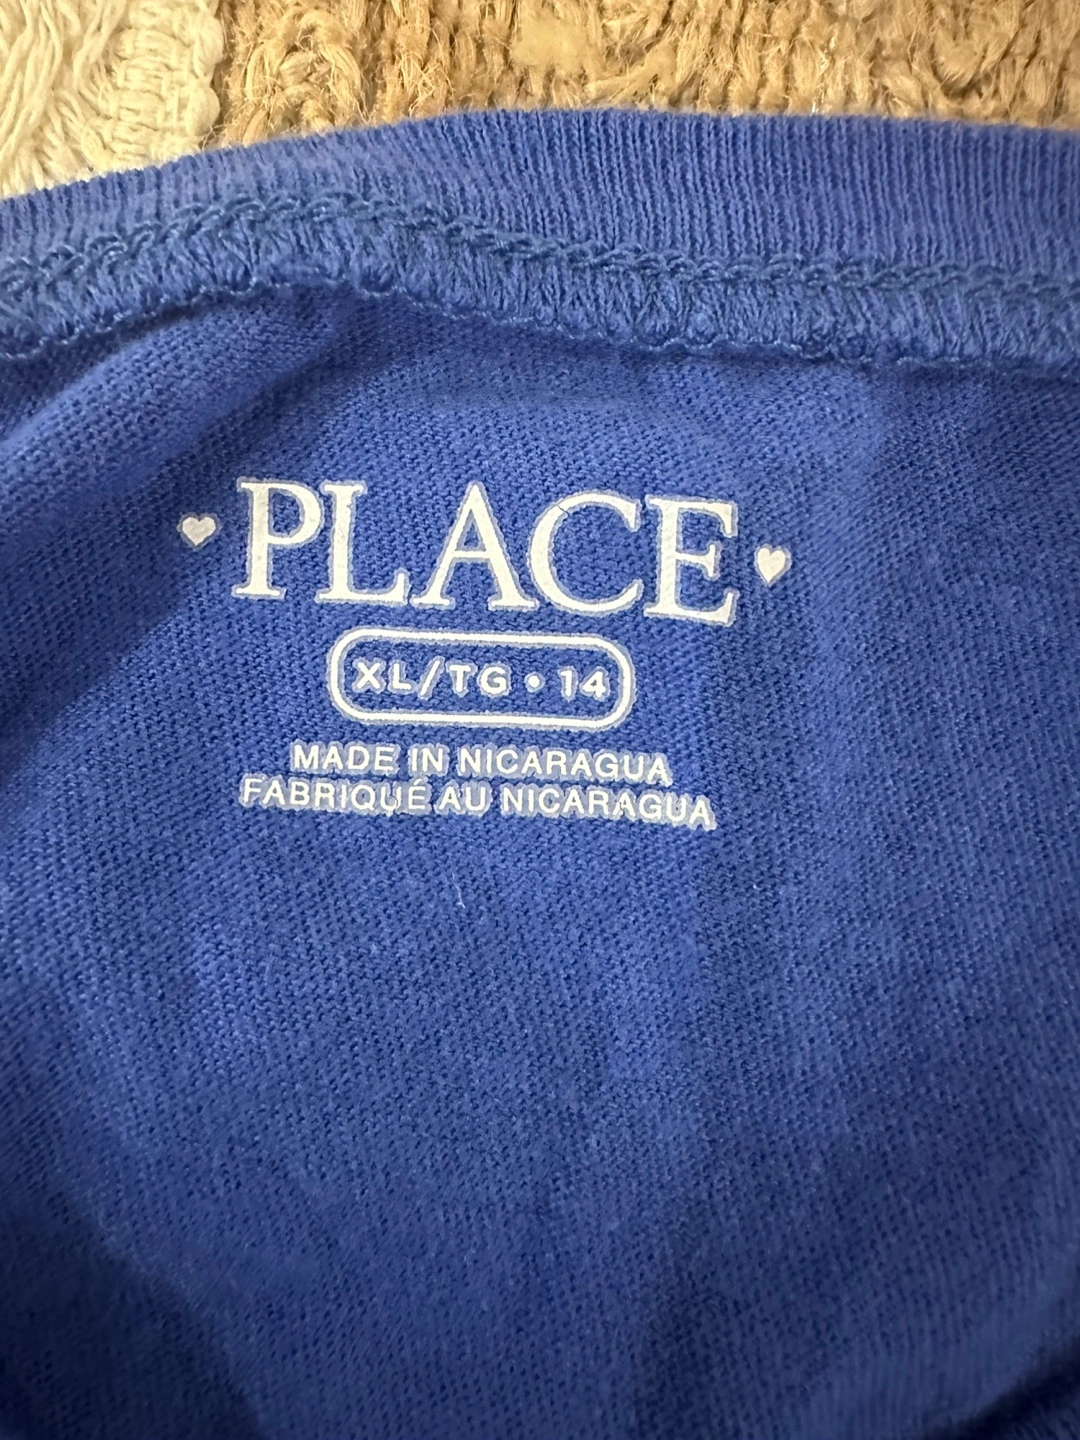 PLACE
XL/TG • 14
MADE IN NICARAGUA
FABRIQUÉ AU NICARAGUA